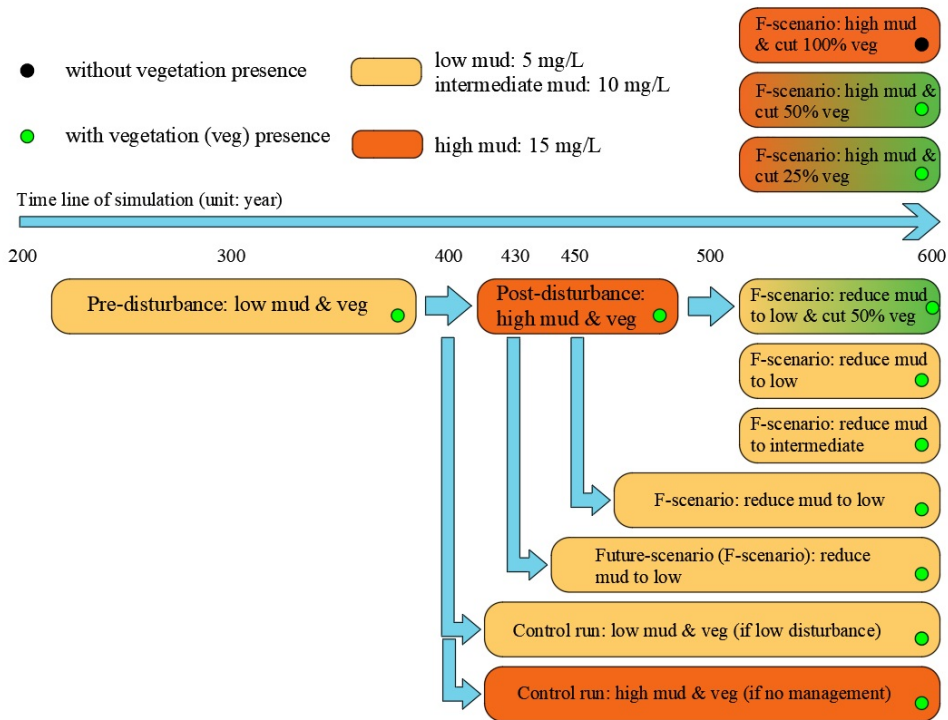 F-scenario: high mud
& cut 100% veg
without vegetation presence
low mud: 5 mg/L
intermediate mud: 10 mg/L
F-scenario: high mud &
cut 50% veg
with vegetation (veg) presence
high mud: 15 mg/L
F-scenario: high mud &
cut 25% veg
Time line of simulation (unit: year)
200 300 400 430 450 500 600
Pre-disturbance: low mud & veg
Post-disturbance:
high mud & veg
F-scenario: reduce mud
to low & cut 50% veg
F-scenario: reduce mud
to low
F-scenario: reduce mud
to intermediate
F-scenario: reduce mud to low
Future-scenario (F-scenario): reduce
mud to low
Control run: low mud & veg (if low disturbance)
Control run: high mud & veg (if no management)